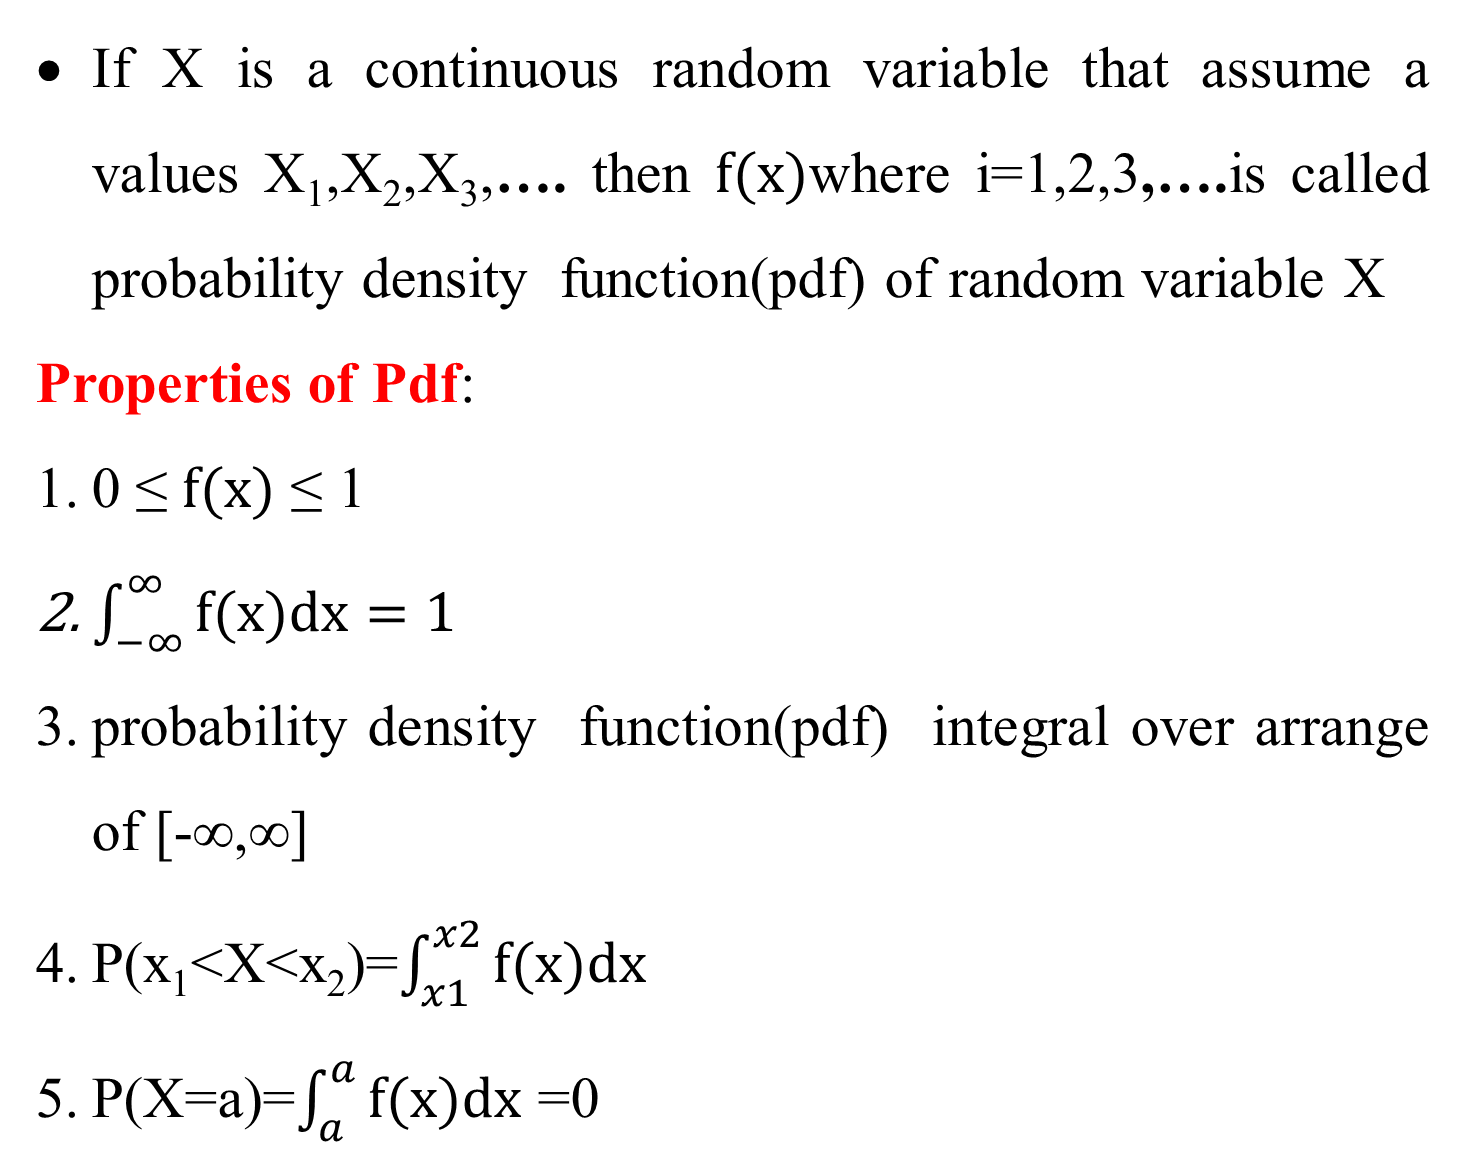 • If X is a continuous random variable that assume a
values X₁,X₂,X₃,…. then f(x)where i=1,2,3,….is called
probability density function(pdf) of random variable X
Properties of Pdf:
1. 0 ≤ f(x) ≤ 1
2. ∫_{−∞}^{∞} f(x)dx = 1
3. probability density function(pdf) integral over arrange
of [-∞,∞]
4. P(x₁<X<x₂)=∫_{x1}^{x2} f(x)dx
5. P(X=a)=∫_{a}^{a} f(x)dx =0